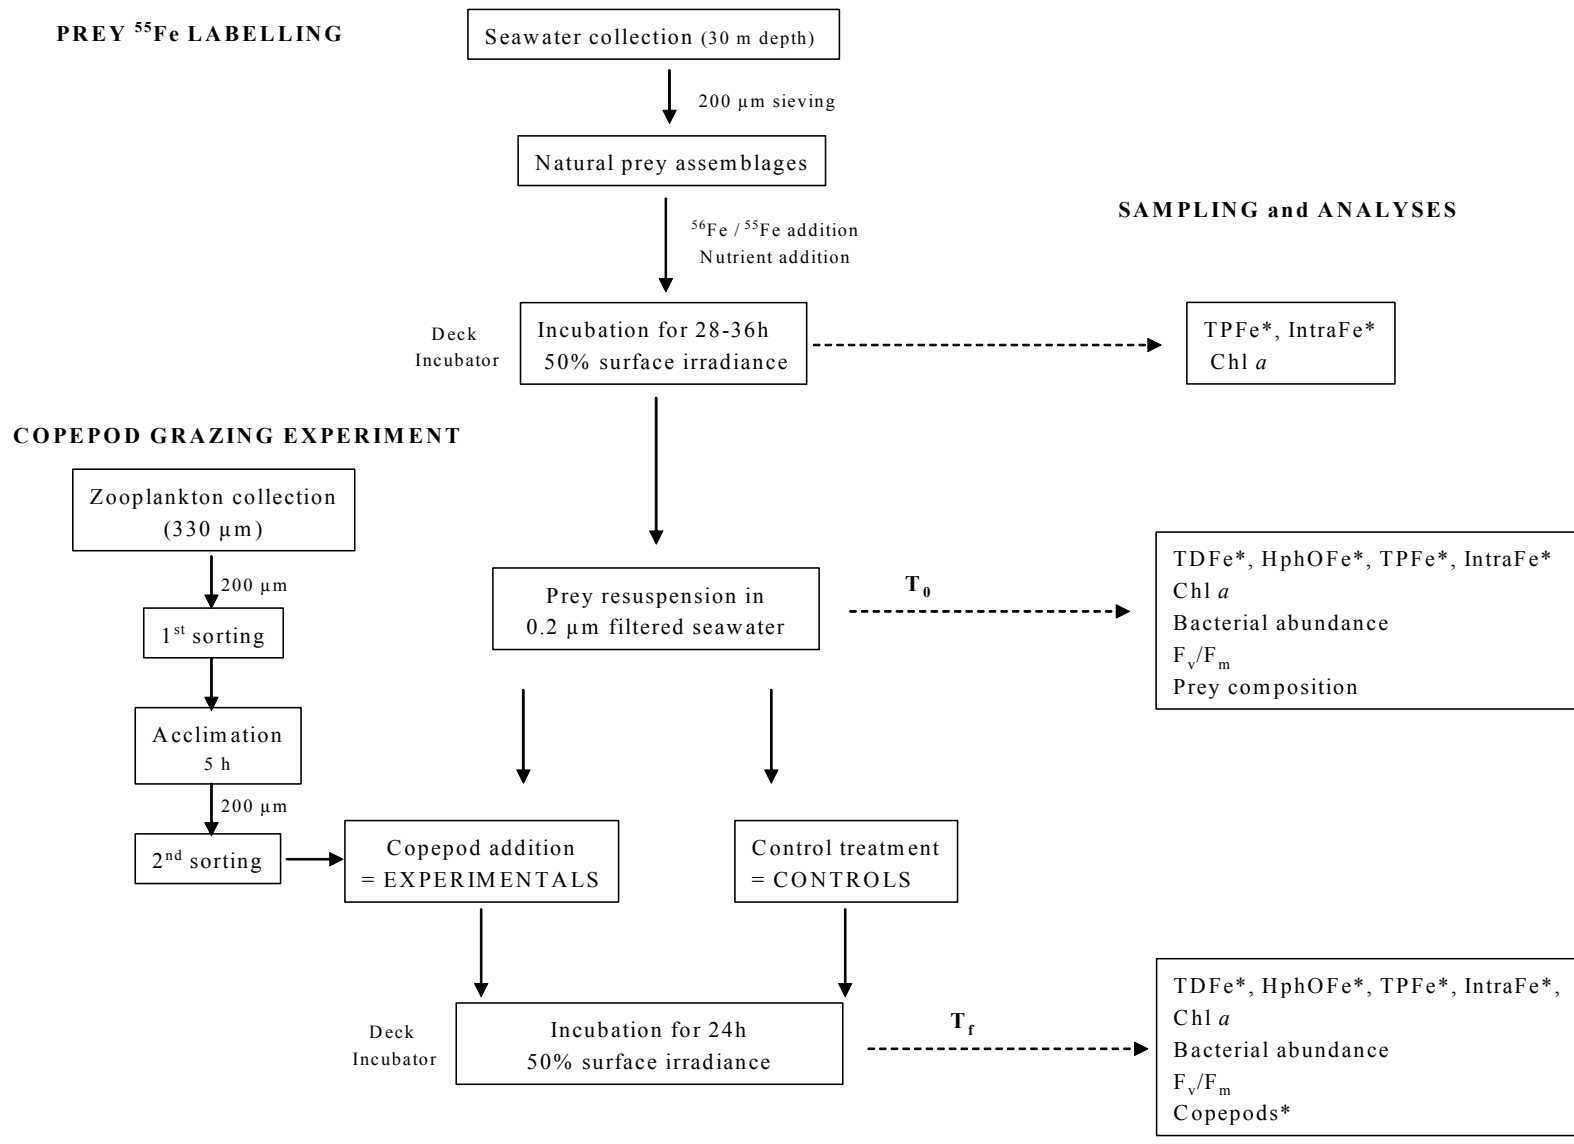 PREY ⁵⁵Fe LABELLING
Seawater collection (30 m depth)
200 µm sieving
Natural prey assemblages
SAMPLING and ANALYSES
⁵⁶Fe / ⁵⁵Fe addition
Nutrient addition
Deck
Incubator
Incubation for 28-36h
50% surface irradiance
TPFe*, IntraFe*
Chl a
COPEPOD GRAZING EXPERIMENT
Zooplankton collection
(330 µm)
200 µm
1ˢᵗ sorting
Acclimation
5 h
200 µm
2ⁿᵈ sorting
Prey resuspension in
0.2 µm filtered seawater
T₀
TDFe*, HphOFe*, TPFe*, IntraFe*
Chl a
Bacterial abundance
Fᵥ/Fₘ
Prey composition
Copepod addition
= EXPERIMENTALS
Control treatment
= CONTROLS
Deck
Incubator
Incubation for 24h
50% surface irradiance
T_f
TDFe*, HphOFe*, TPFe*, IntraFe*,
Chl a
Bacterial abundance
Fᵥ/Fₘ
Copepods*